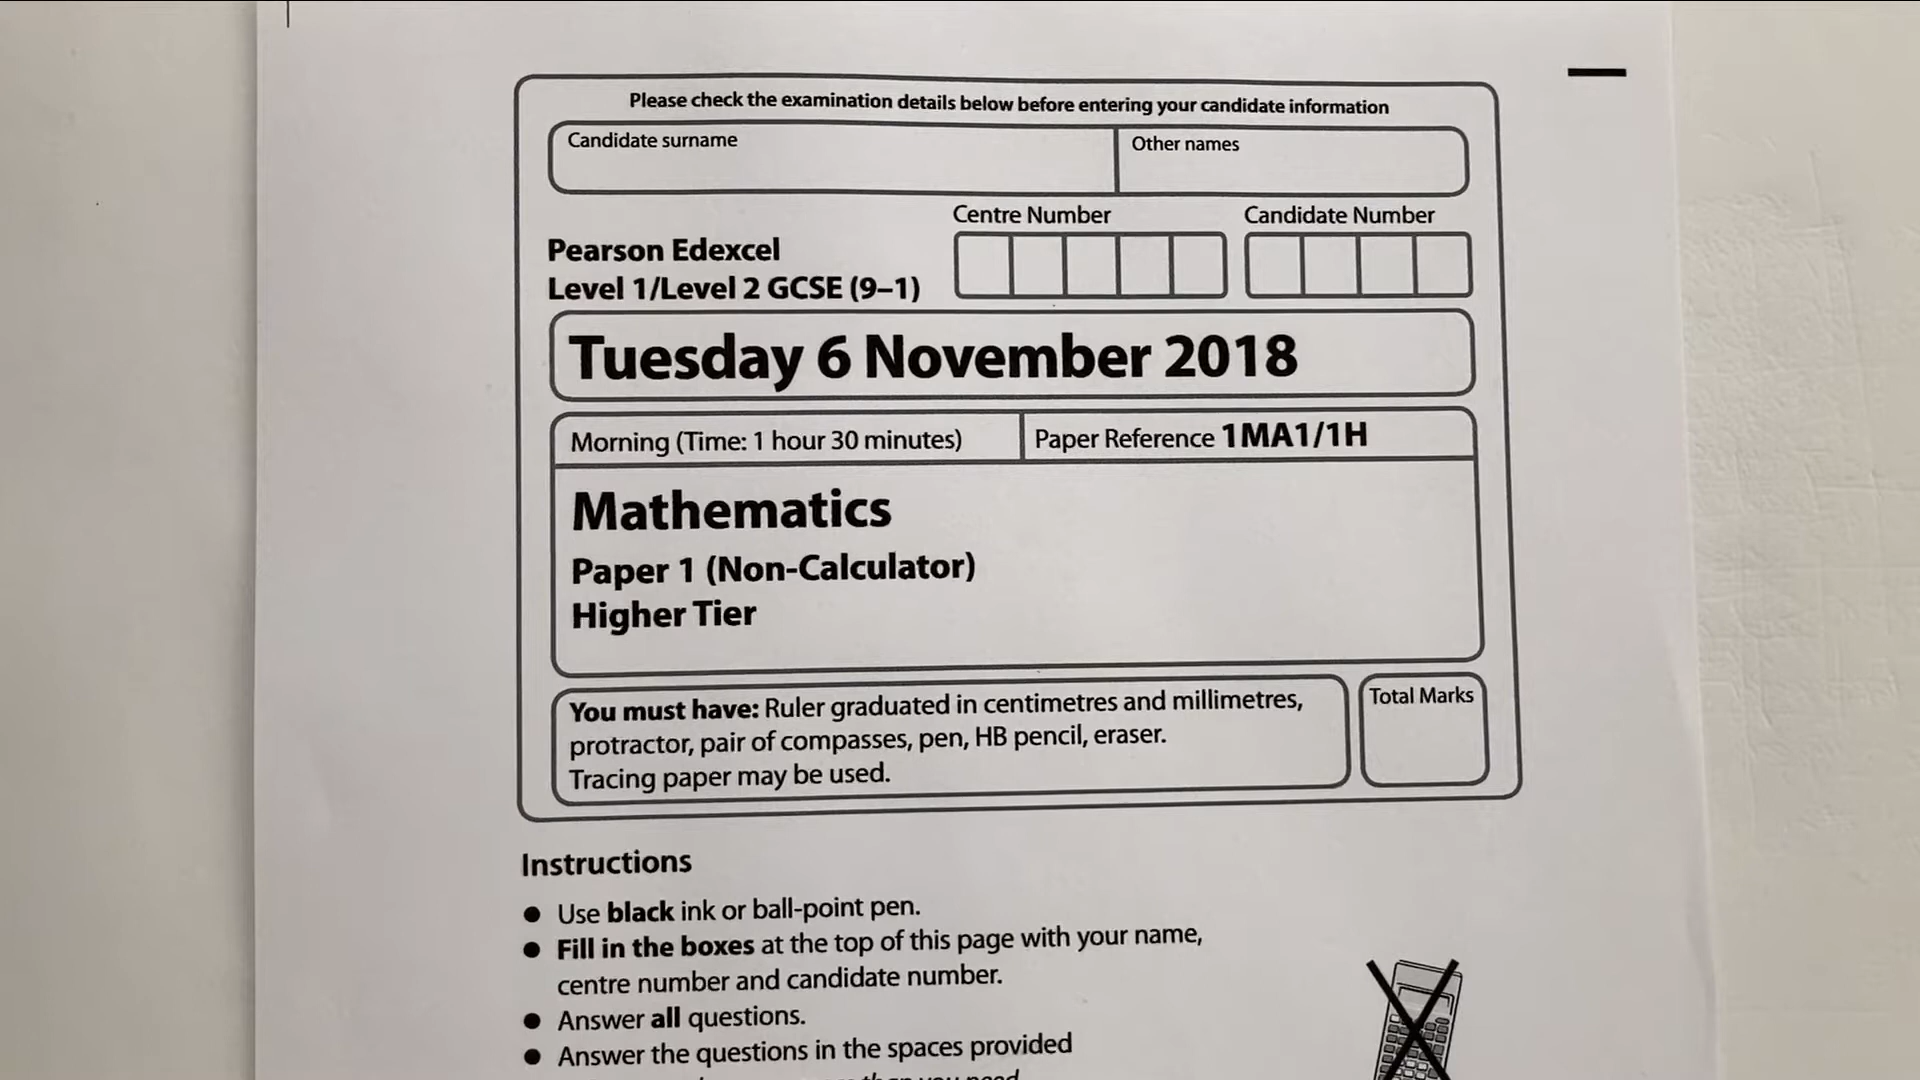 Please check the examination details below before entering your candidate information
Candidate surname
Other names
Centre Number
Candidate Number
Pearson Edexcel
Level 1/Level 2 GCSE (9–1)
Tuesday 6 November 2018
Morning (Time: 1 hour 30 minutes)
Paper Reference 1MA1/1H
Mathematics
Paper 1 (Non-Calculator)
Higher Tier
You must have: Ruler graduated in centimetres and millimetres,
protractor, pair of compasses, pen, HB pencil, eraser.
Tracing paper may be used.
Total Marks
Instructions
● Use black ink or ball-point pen.
● Fill in the boxes at the top of this page with your name,
centre number and candidate number.
● Answer all questions.
● Answer the questions in the spaces provided
than you need